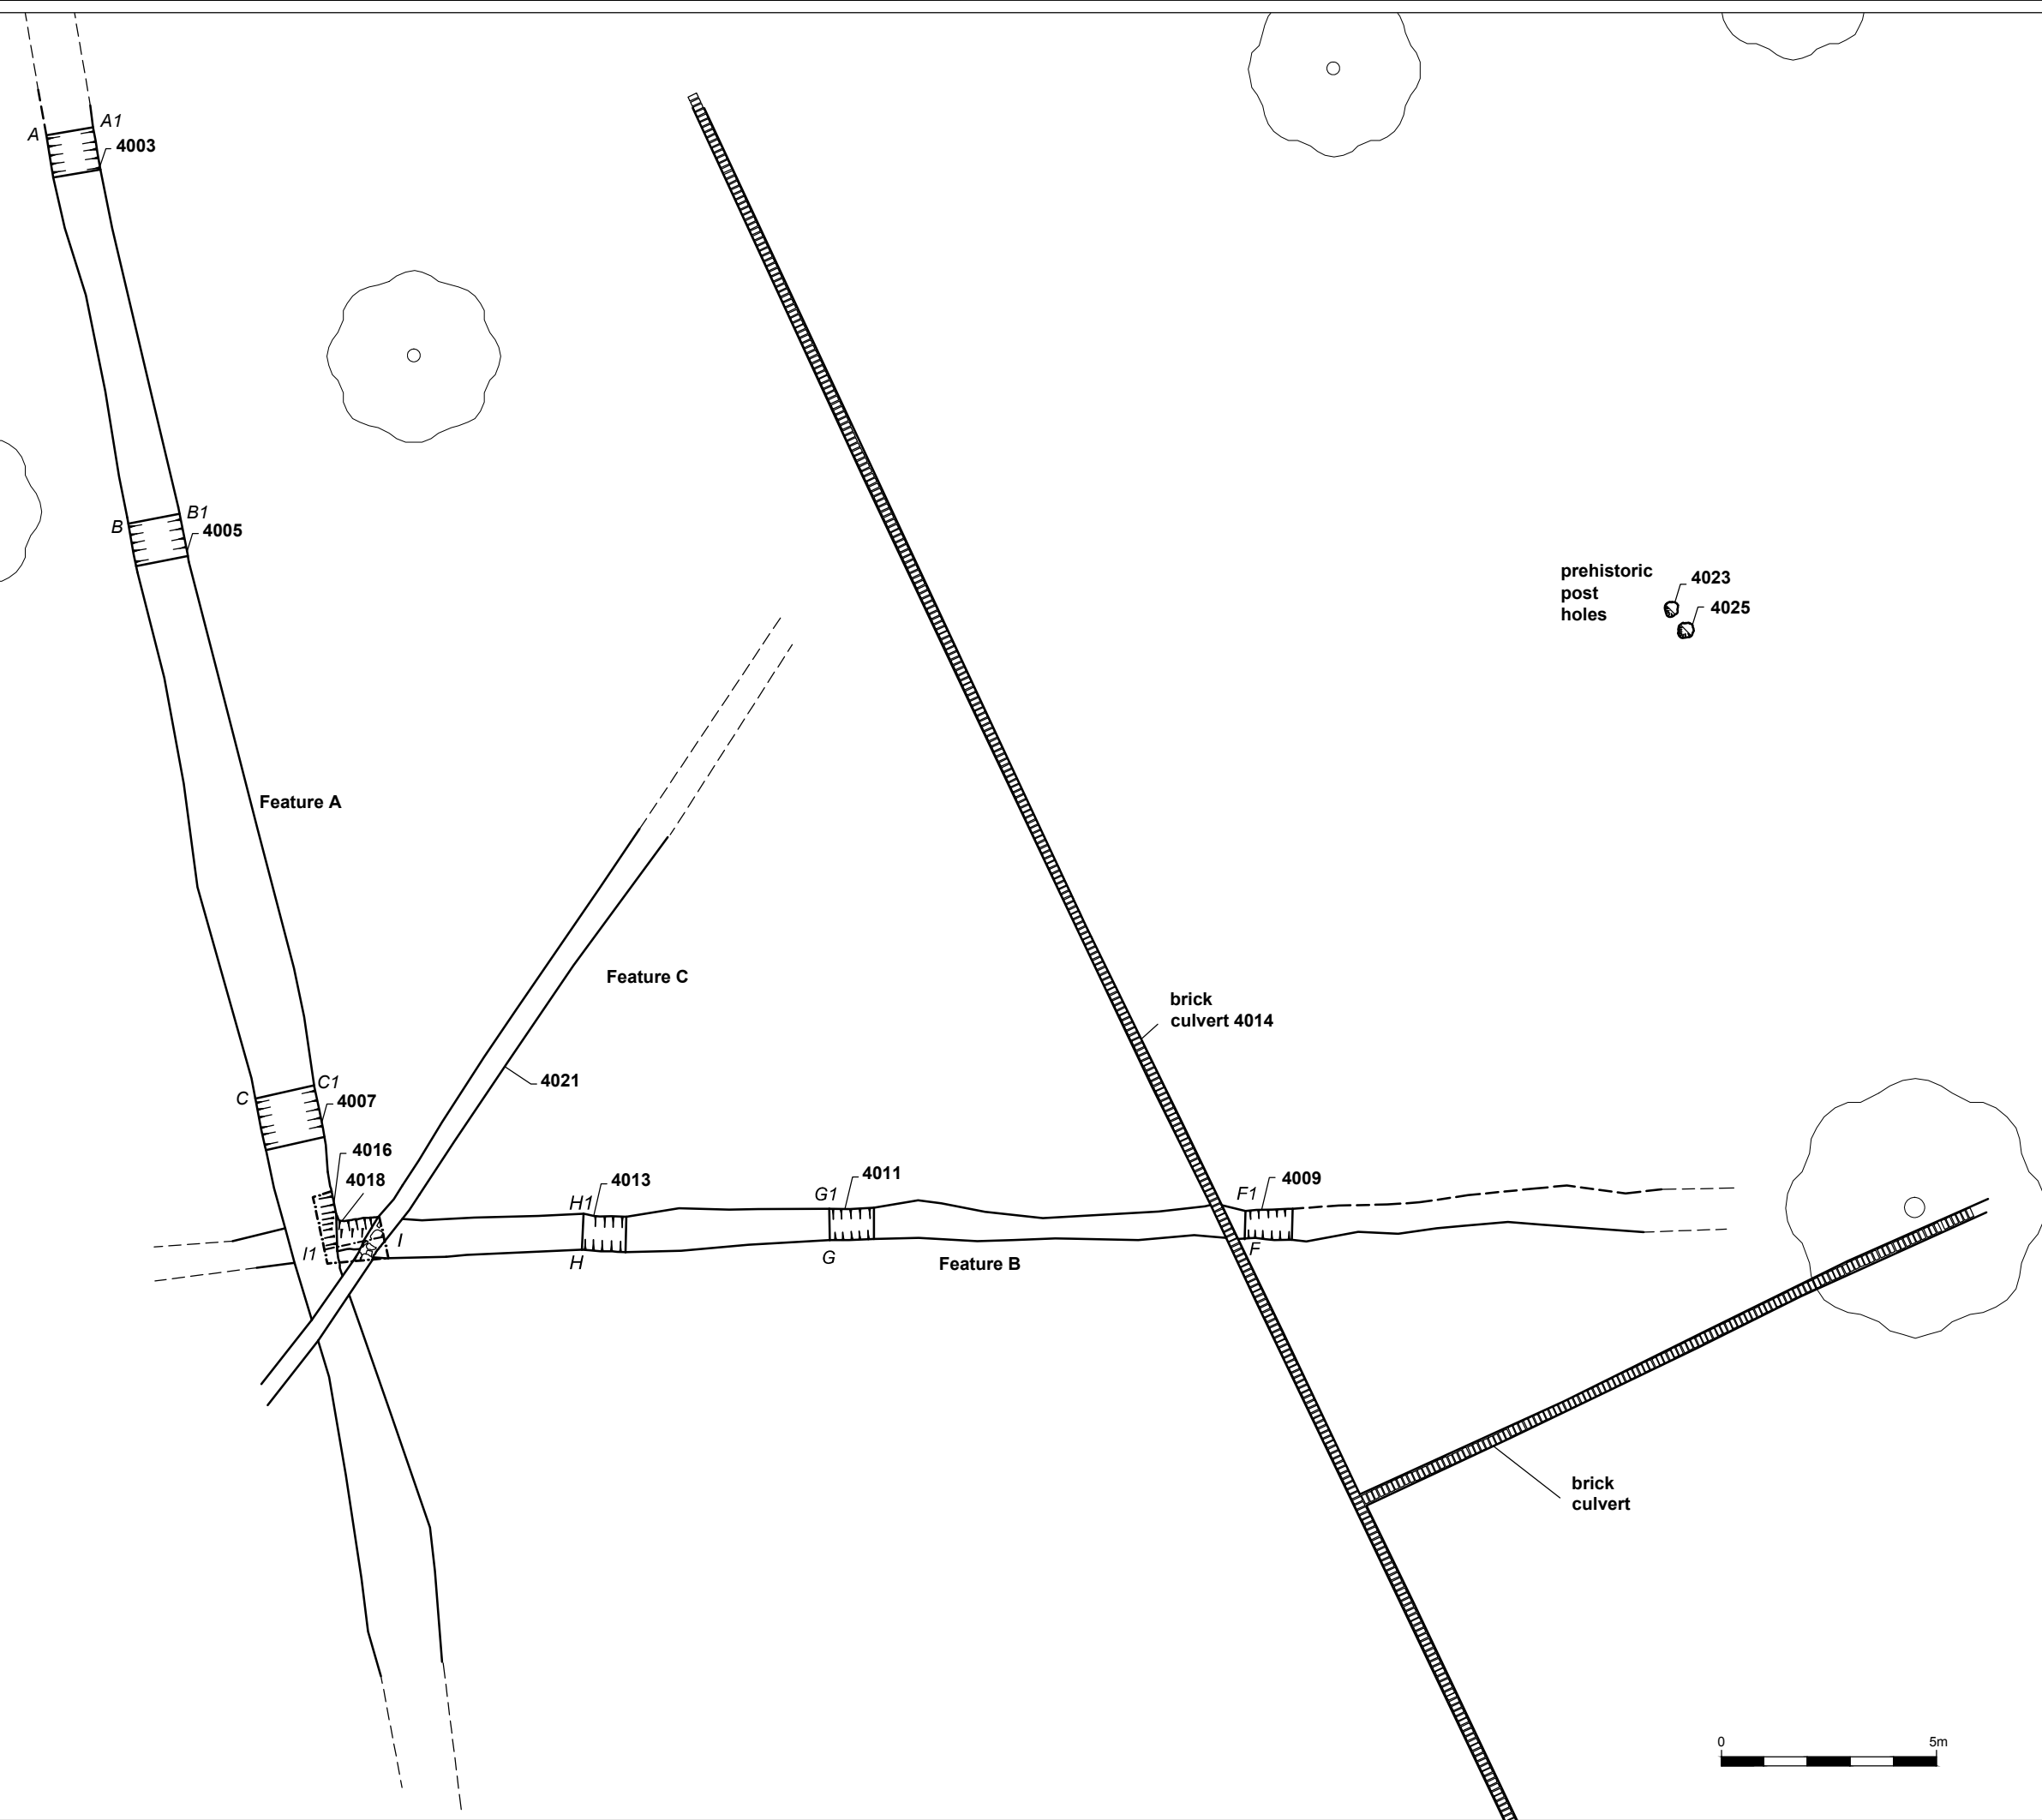 A
A1
4003
B
B1
4005
prehistoric
post
holes
4023
4025
Feature A
Feature C
brick
culvert 4014
4021
C
C1
4007
4016
4018
I1
I
H1
4013
H
G1
4011
G
F1
4009
F
Feature B
brick
culvert
0
5m